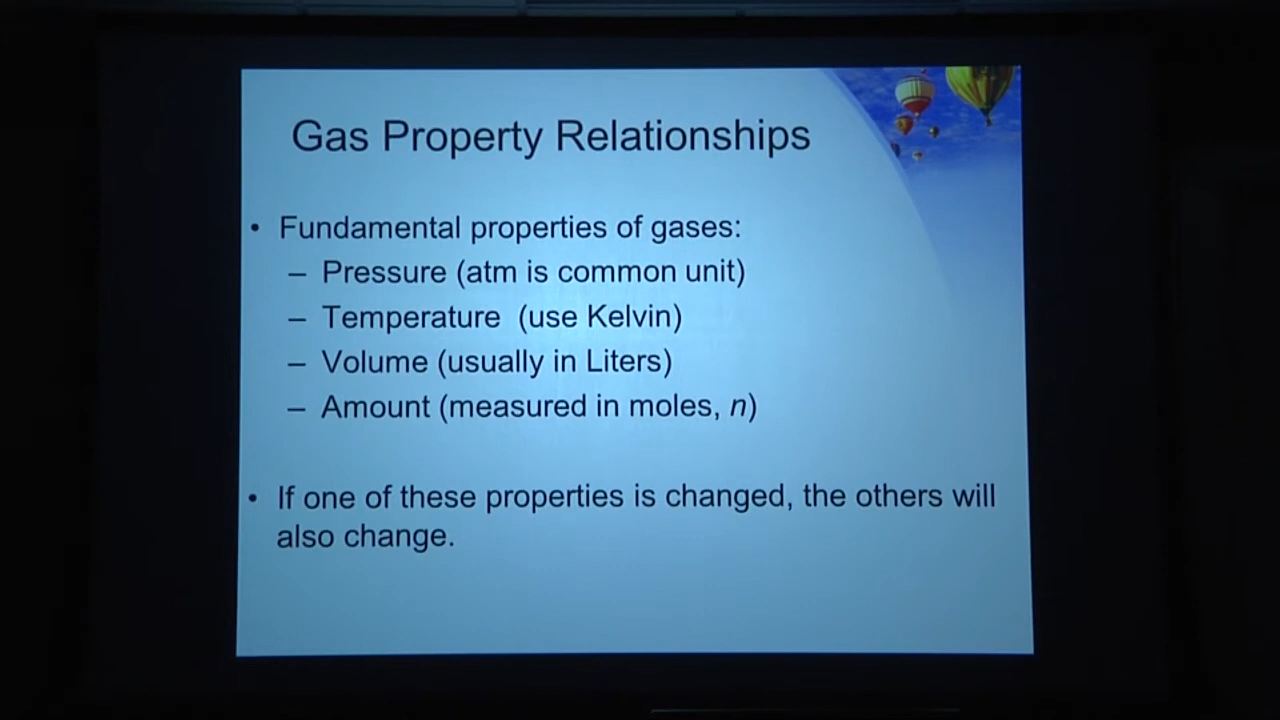 Gas Property Relationships
• Fundamental properties of gases:
– Pressure (atm is common unit)
– Temperature (use Kelvin)
– Volume (usually in Liters)
– Amount (measured in moles, n)
• If one of these properties is changed, the others will
also change.